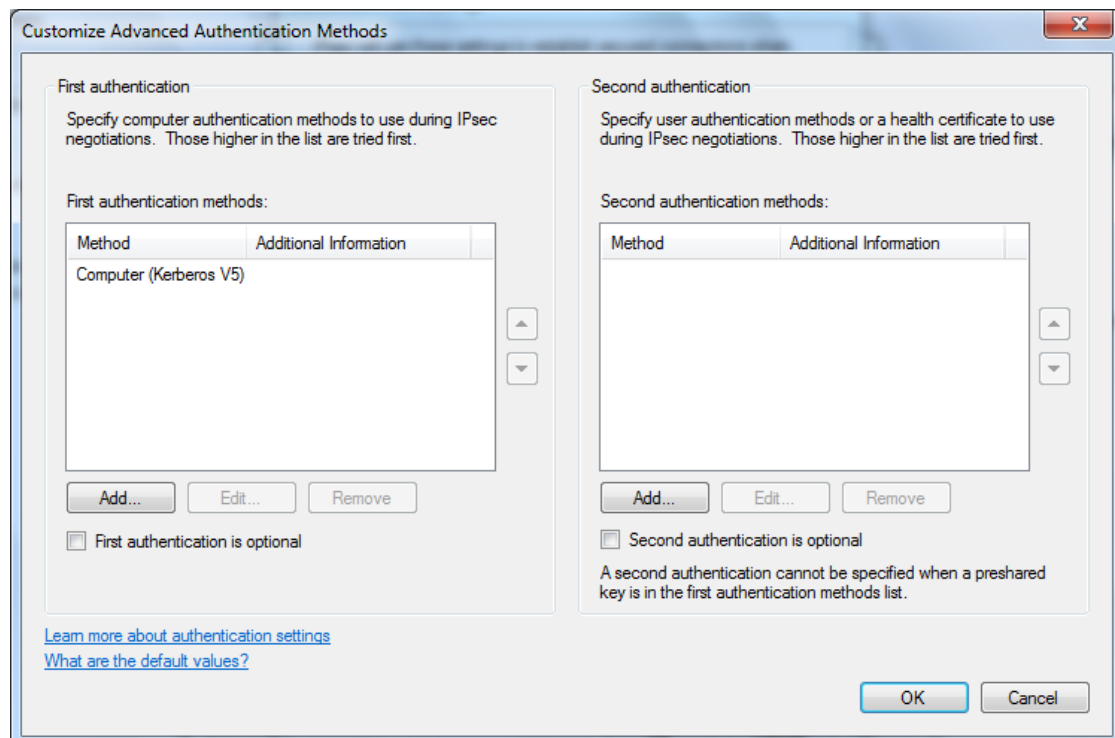 Customize Advanced Authentication Methods
First authentication
Specify computer authentication methods to use during IPsec
negotiations.  Those higher in the list are tried first.
First authentication methods:
Method
Additional Information
Computer (Kerberos V5)
Add...
Edit...
Remove
First authentication is optional
Second authentication
Specify user authentication methods or a health certificate to use
during IPsec negotiations.  Those higher in the list are tried first.
Second authentication methods:
Method
Additional Information
Add...
Edit...
Remove
Second authentication is optional
A second authentication cannot be specified when a preshared
key is in the first authentication methods list.
Learn more about authentication settings
What are the default values?
OK
Cancel